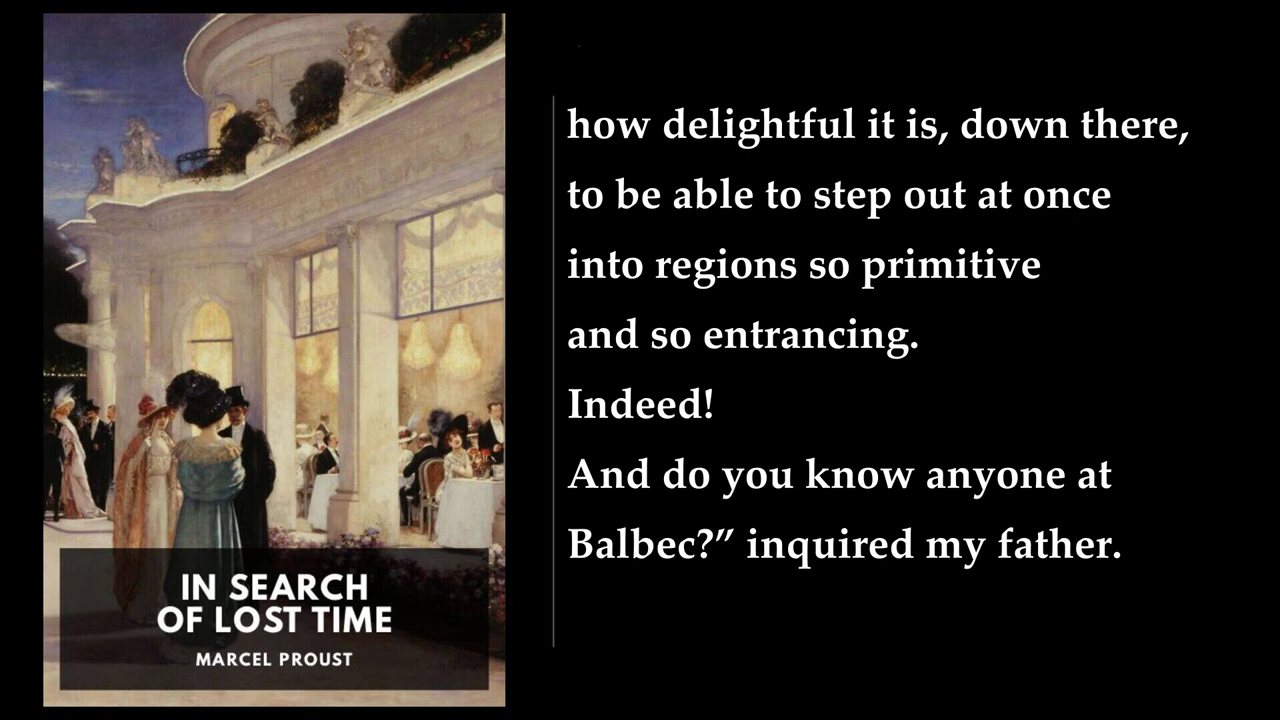 IN SEARCH
OF LOST TIME
MARCEL PROUST
how delightful it is, down there,
to be able to step out at once
into regions so primitive
and so entrancing.
Indeed!
And do you know anyone at
Balbec?” inquired my father.